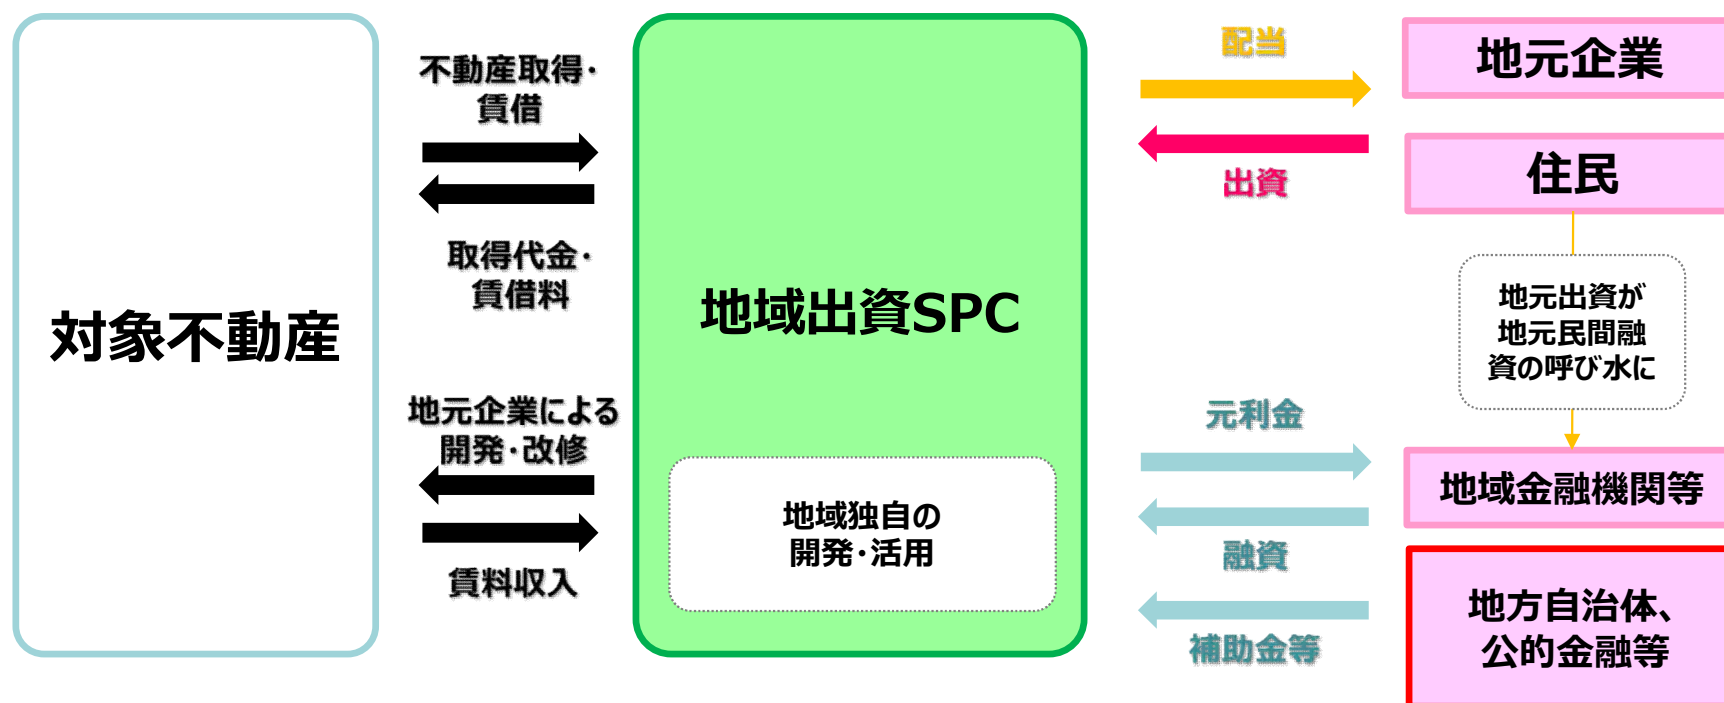 対象不動産
不動産取得・
賃借
取得代金・
賃借料
地元企業による
開発・改修
賃料収入
地域出資SPC
地域独自の
開発・活用
配当
出資
元利金
融資
補助金等
地元企業
住民
地元出資が
地元民間融
資の呼び水に
地域金融機関等
地方自治体、
公的金融等